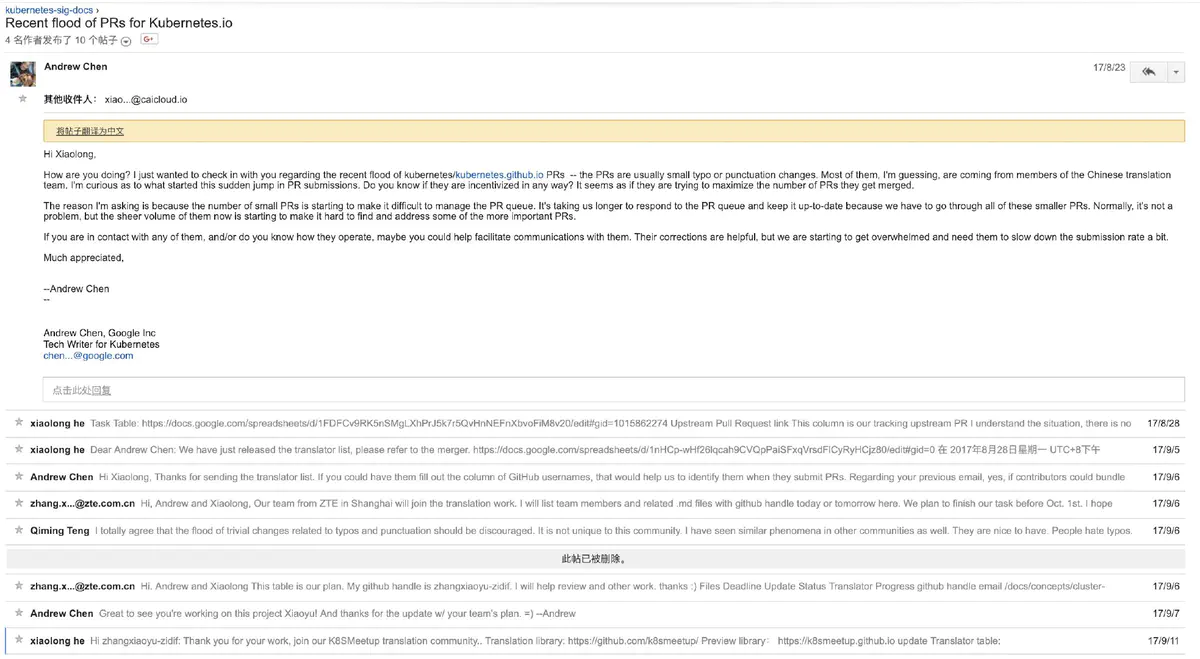 kubernetes-sig-docs ›
Recent flood of PRs for Kubernetes.io
4 名作者发布了 10 个帖子
G+
Andrew Chen
17/8/23
其他收件人: xiao...@caicloud.io
将帖子翻译为中文
Hi Xiaolong,
How are you doing? I just wanted to check in with you regarding the recent flood of kubernetes/kubernetes.github.io PRs -- the PRs are usually small typo or punctuation changes. Most of them, I'm guessing, are coming from members of the Chinese translation
team. I'm curious as to what started this sudden jump in PR submissions. Do you know if they are incentivized in any way? It seems as if they are trying to maximize the number of PRs they get merged.
The reason I'm asking is because the number of small PRs is starting to make it difficult to manage the PR queue. It's taking us longer to respond to the PR queue and keep it up-to-date because we have to go through all of these smaller PRs. Normally, it's not a
problem, but the sheer volume of them now is starting to make it hard to find and address some of the more important PRs.
If you are in contact with any of them, and/or do you know how they operate, maybe you could help facilitate communications with them. Their corrections are helpful, but we are starting to get overwhelmed and need them to slow down the submission rate a bit.
Much appreciated,
--Andrew Chen
--
Andrew Chen, Google Inc
Tech Writer for Kubernetes
chen...@google.com
点击此处回复
xiaolong he Task Table: https://docs.google.com/spreadsheets/d/1FDFCv9RK5nSMgLXhPrJ5k7r5QvHnNEFnXbvoFiM8v20/edit#gid=1015862274 Upstream Pull Request link This column is our tracking upstream PR I understand the situation, there is no 17/8/28
xiaolong he Dear Andrew Chen: We have just released the translator list, please refer to the merger. https://docs.google.com/spreadsheets/d/1nHCp-wHf26lqcah9CVQpPaiSFxqVrsdFlCyRyHCjz80/edit#gid=0 在 2017年8月28日星期一 UTC+8下午 17/9/5
Andrew Chen Hi Xiaolong, Thanks for sending the translator list. If you could have them fill out the column of GitHub usernames, that would help us to identify them when they submit PRs. Regarding your previous email, yes, if contributors could bundle 17/9/6
zhang.x...@zte.com.cn Hi, Andrew and Xiaolong, Our team from ZTE in Shanghai will join the translation work. I will list team members and related .md files with github handle today or tomorrow here. We plan to finish our task before Oct. 1st. I hope 17/9/6
Qiming Teng I totally agree that the flood of trivial changes related to typos and punctuation should be discouraged. It is not unique to this community. I have seen similar phenomena in other communities as well. They are nice to have. People hate typos. 17/9/6
此帖已被删除。
zhang.x...@zte.com.cn Hi. Andrew and Xiaolong This table is our plan. My github handle is zhangxiaoyu-zidif. I will help review and other work. thanks :) Files Deadline Update Status Translator Progress github handle email /docs/concepts/cluster- 17/9/6
Andrew Chen Great to see you're working on this project Xiaoyu! And thanks for the update w/ your team's plan. =) --Andrew 17/9/7
xiaolong he Hi zhangxiaoyu-zidif: Thank you for your work, join our K8SMeetup translation community.. Translation library: https://github.com/k8smeetup/ Preview library: https://k8smeetup.github.io update Translator table; 17/9/11